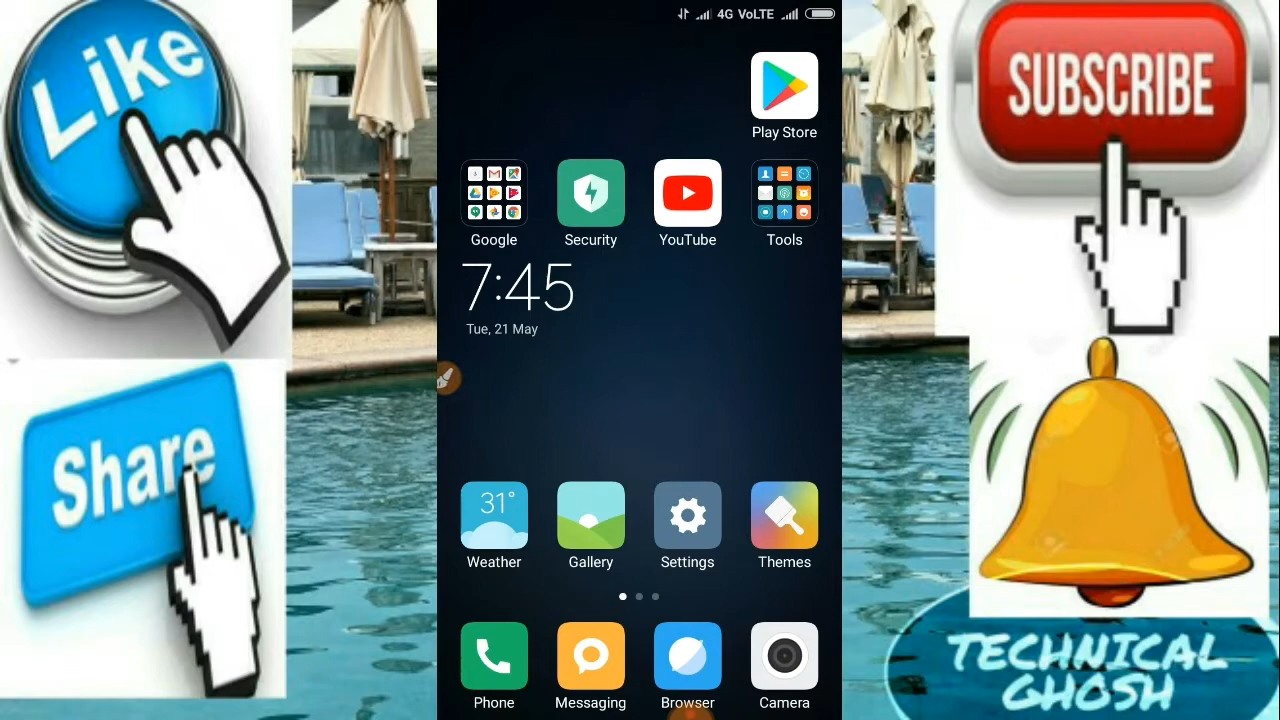 Like
Share
4G VoLTE
Play Store
Google
Security
YouTube
Tools
7:45
Tue, 21 May
31°
Weather
Gallery
Settings
Themes
Phone
Messaging
Browser
Camera
SUBSCRIBE
TECHNICAL
GHOSH